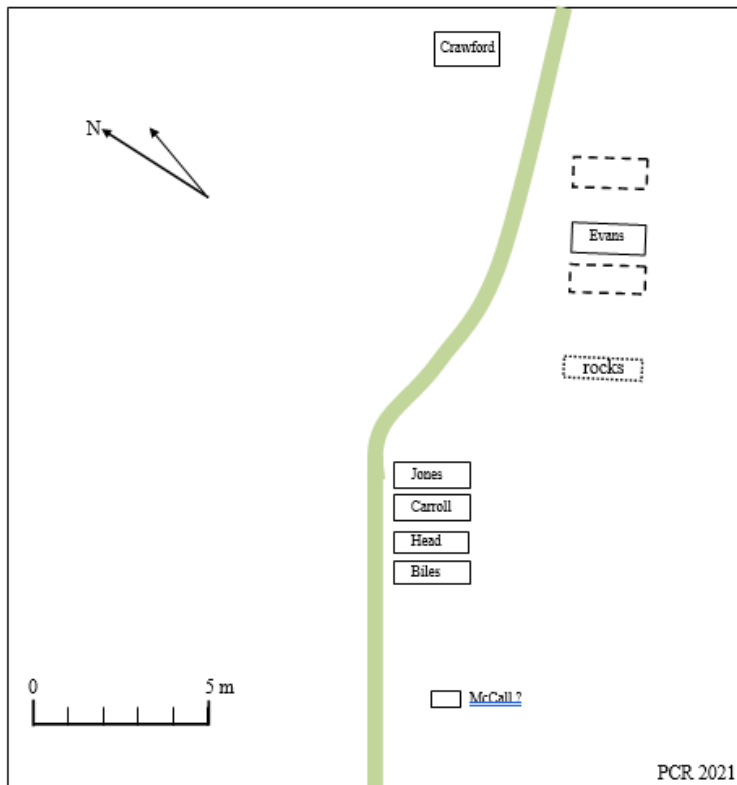 Crawford
N
Evans
rocks
Jones
Carroll
Head
Biles
0 5 m
McCall ?
PCR 2021